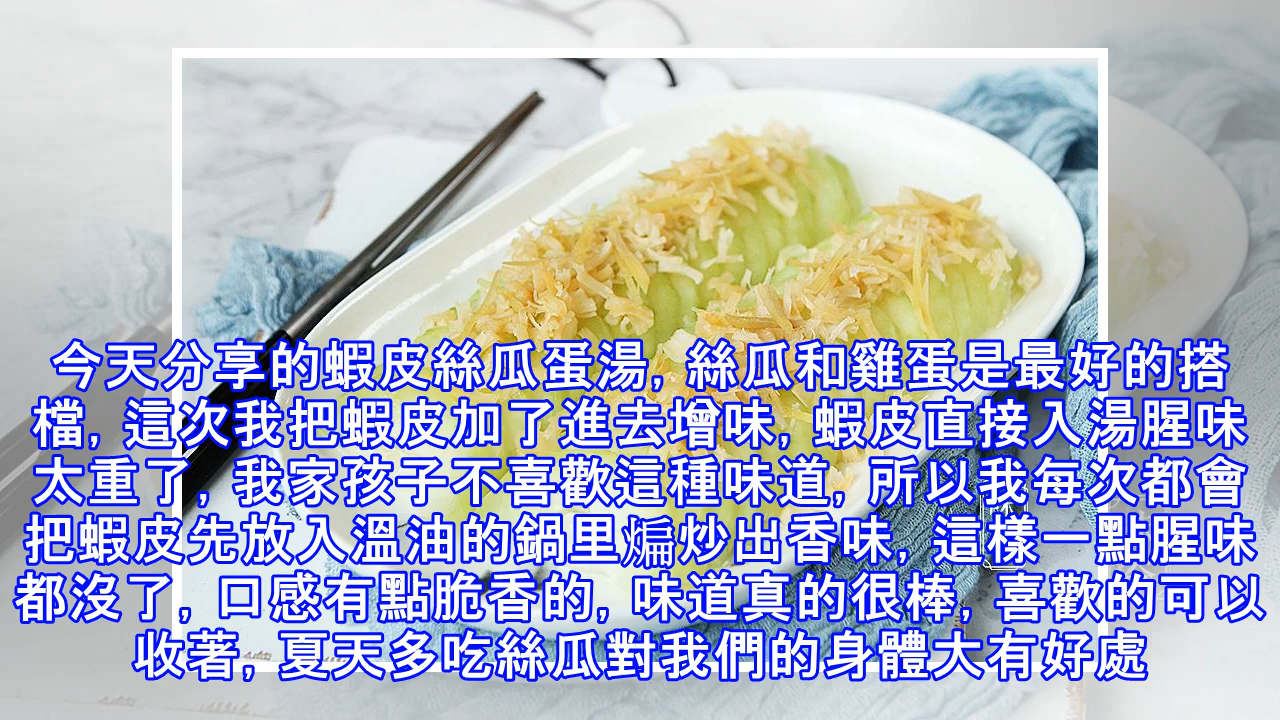 今天分享的蝦皮絲瓜蛋湯, 絲瓜和雞蛋是最好的搭
檔, 這次我把蝦皮加了進去增味, 蝦皮直接入湯腥味
太重了, 我家孩子不喜歡這種味道, 所以我每次都會
把蝦皮先放入溫油的鍋里煸炒出香味, 這樣一點腥味
都沒了, 口感有點脆香的, 味道真的很棒, 喜歡的可以
收著, 夏天多吃絲瓜對我們的身體大有好處